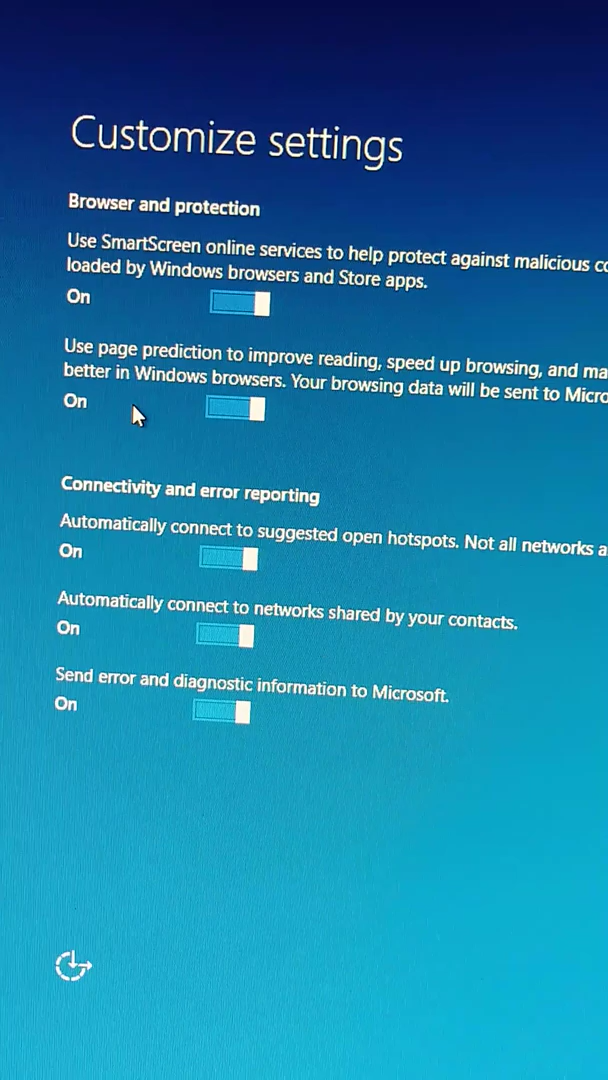 Customize settings
Browser and protection
Use SmartScreen online services to help protect against malicious
loaded by Windows browsers and Store apps.
On
Use page prediction to improve reading, speed up browsing, and
better in Windows browsers. Your browsing data will be sent to
On
Connectivity and error reporting
Automatically connect to suggested open hotspots. Not all networks
On
Automatically connect to networks shared by your contacts.
On
Send error and diagnostic information to Microsoft.
On